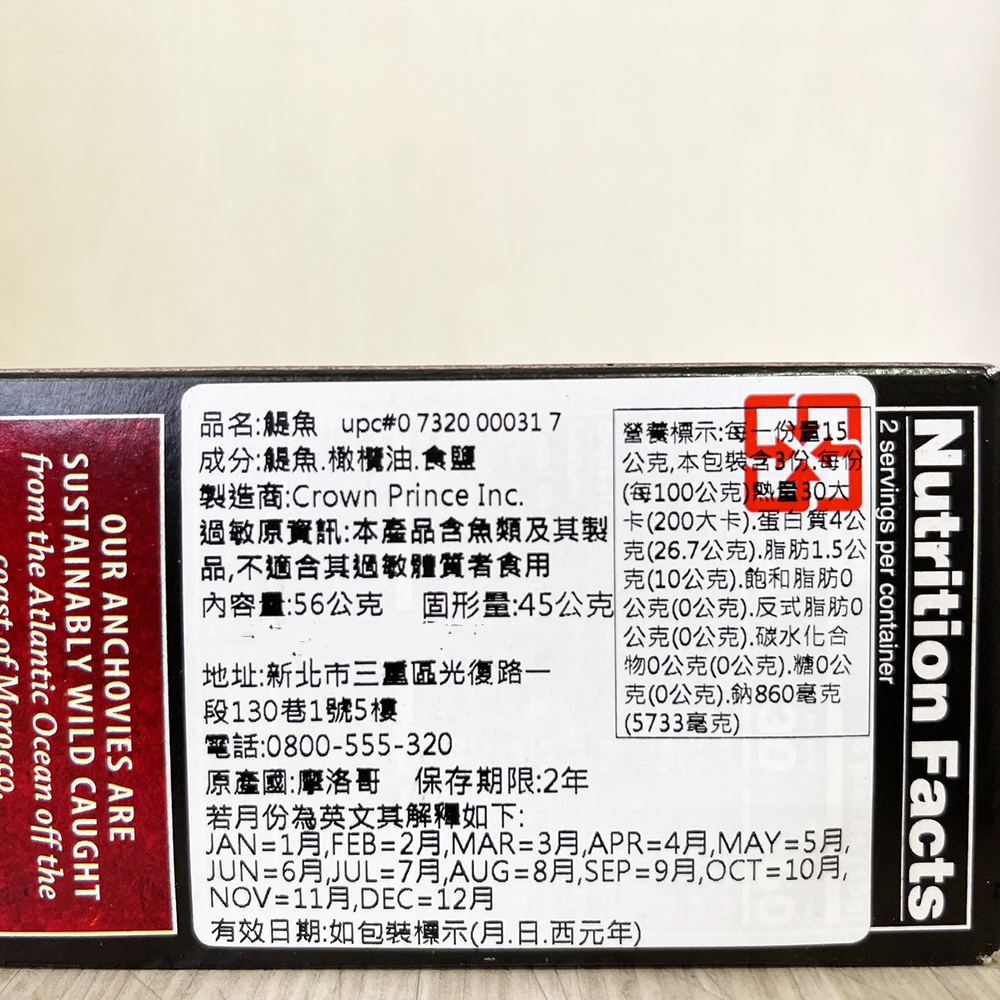 OUR ANCHOVIES ARE
SUSTAINABLY WILD CAUGHT
from the Atlantic Ocean off the
coast of Morocco.
品名:鯷魚 upc#0 7320 00031 7
成分:鯷魚.橄欖油.食鹽
製造商:Crown Prince Inc.
過敏原資訊:本產品含魚類及其製
品,不適合其過敏體質者食用
內容量:56公克 固形量:45公克
地址:新北市三重區光復路一
段130巷1號5樓
電話:0800-555-320
原產國:摩洛哥 保存期限:2年
若月份為英文其解釋如下:
JAN=1月,FEB=2月,MAR=3月,APR=4月,MAY=5月,
JUN=6月,JUL=7月,AUG=8月,SEP=9月,OCT=10月,
NOV=11月,DEC=12月
有效日期:如包裝標示(月.日.西元年)
營養標示:每一份量15
公克,本包裝含3份.每份
(每100公克)熱量30大
卡(200大卡).蛋白質4公
克(26.7公克).脂肪1.5公
克(10公克).飽和脂肪0
公克(0公克).反式脂肪0
公克(0公克).碳水化合
物0公克(0公克).糖0公
克(0公克).鈉860毫克
(5733毫克)
Nutrition Facts
2 servings per container